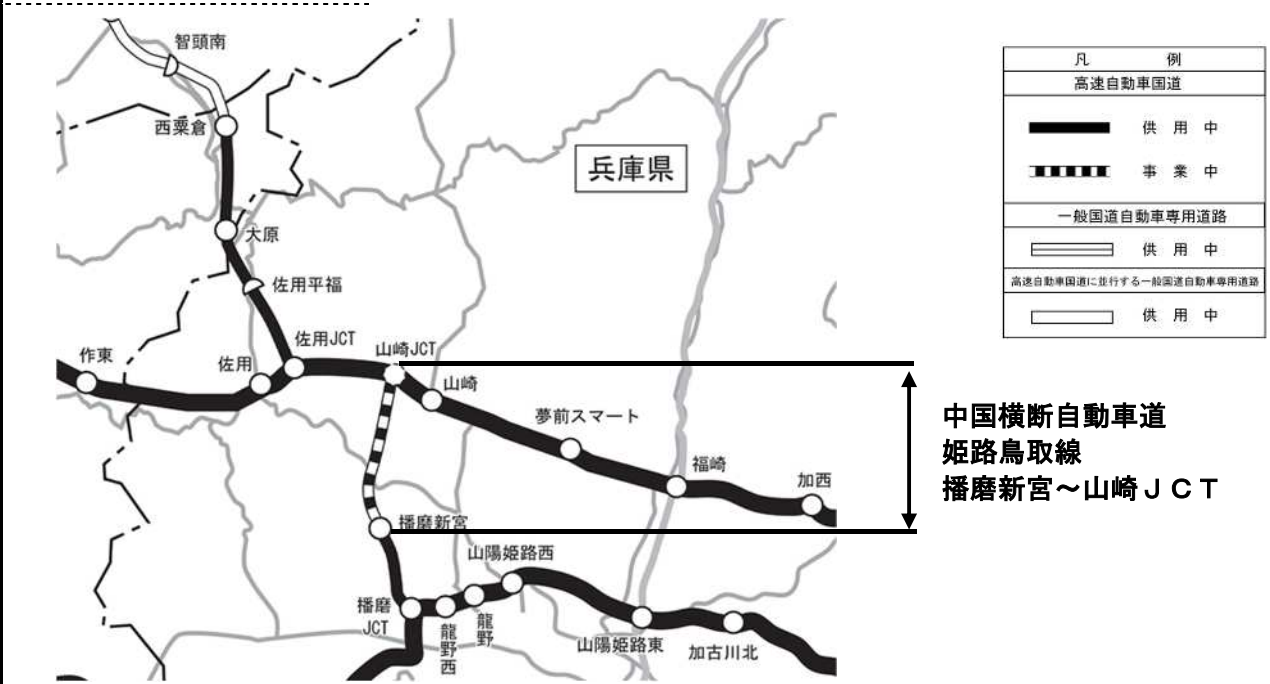 智頭南
西粟倉
兵庫県
大原
佐用平福
佐用JCT
山崎JCT
作東
佐用
山崎
夢前スマート
福崎
加西
播磨新宮
山陽姫路西
播磨
JCT
龍野西
龍野
山陽姫路東
加古川北
凡 例
高速自動車国道
供 用 中
事 業 中
一般国道自動車専用道路
供 用 中
高速自動車国道に並行する一般国道自動車専用道路
供 用 中
中国横断自動車道
姫路鳥取線
播磨新宮～山崎ＪＣＴ